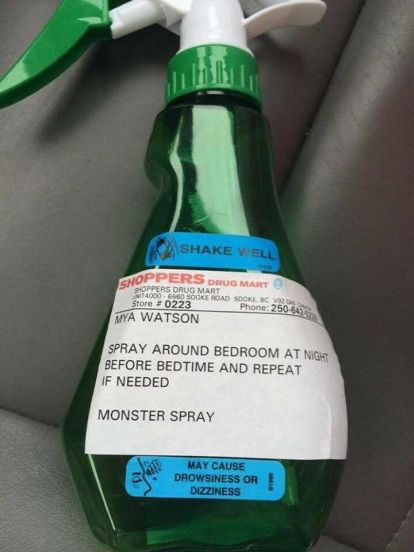 SHAKE WELL
SHOPPERS DRUG MART
SHOPPERS DRUG MART
UNIT4000 - 6660 SOOKE ROAD SOOKE, BC V9Z
Store # 0223 Phone: 250-642-
MYA WATSON
SPRAY AROUND BEDROOM AT NIGHT
BEFORE BEDTIME AND REPEAT
IF NEEDED
MONSTER SPRAY
MAY CAUSE
DROWSINESS OR
DIZZINESS